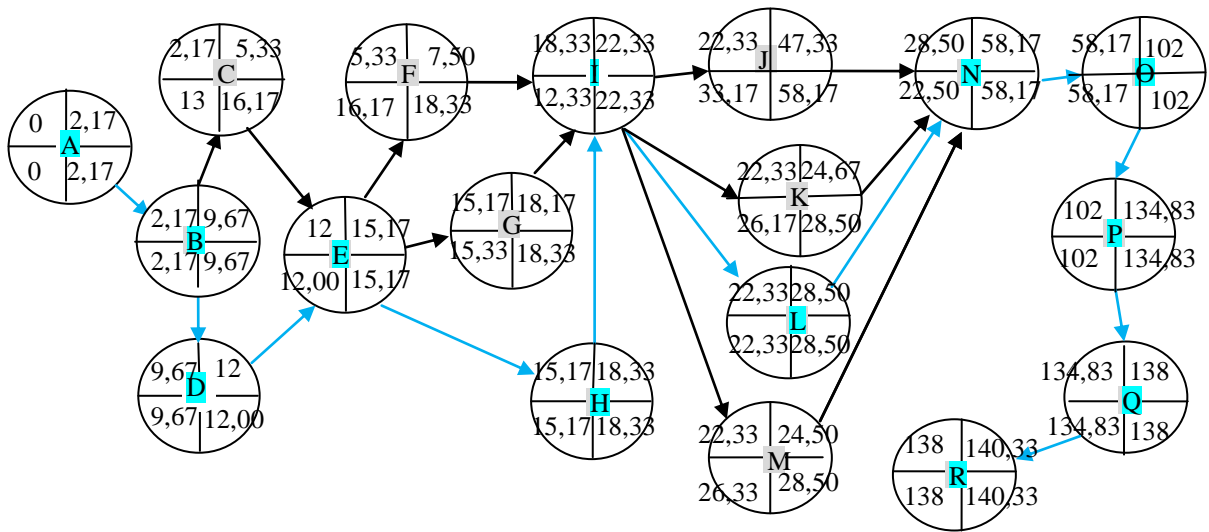 A
0 2,17
0 2,17
B
2,17 9,67
2,17 9,67
C
2,17 5,33
13 16,17
D
9,67 12
9,67 12,00
E
12 15,17
12,00 15,17
F
5,33 7,50
16,17 18,33
G
15,17 18,17
15,33 18,33
H
15,17 18,33
15,17 18,33
I
18,33 22,33
12,33 22,33
J
22,33 47,33
33,17 58,17
K
22,33 24,67
26,17 28,50
L
22,33 28,50
22,33 28,50
M
22,33 24,50
26,33 28,50
N
28,50 58,17
22,50 58,17
O
58,17 102
58,17 102
P
102 134,83
102 134,83
Q
134,83 138
134,83 138
R
138 140,33
138 140,33